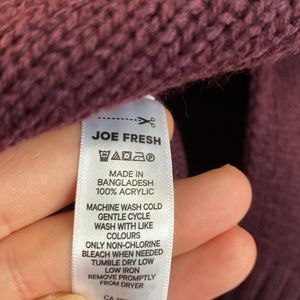 JOE FRESH
MADE IN
BANGLADESH
100% ACRYLIC
MACHINE WASH COLD
GENTLE CYCLE
WASH WITH LIKE
COLOURS
ONLY NON-CHLORINE
BLEACH WHEN NEEDED
TUMBLE DRY LOW
LOW IRON
REMOVE PROMPTLY
FROM DRYER